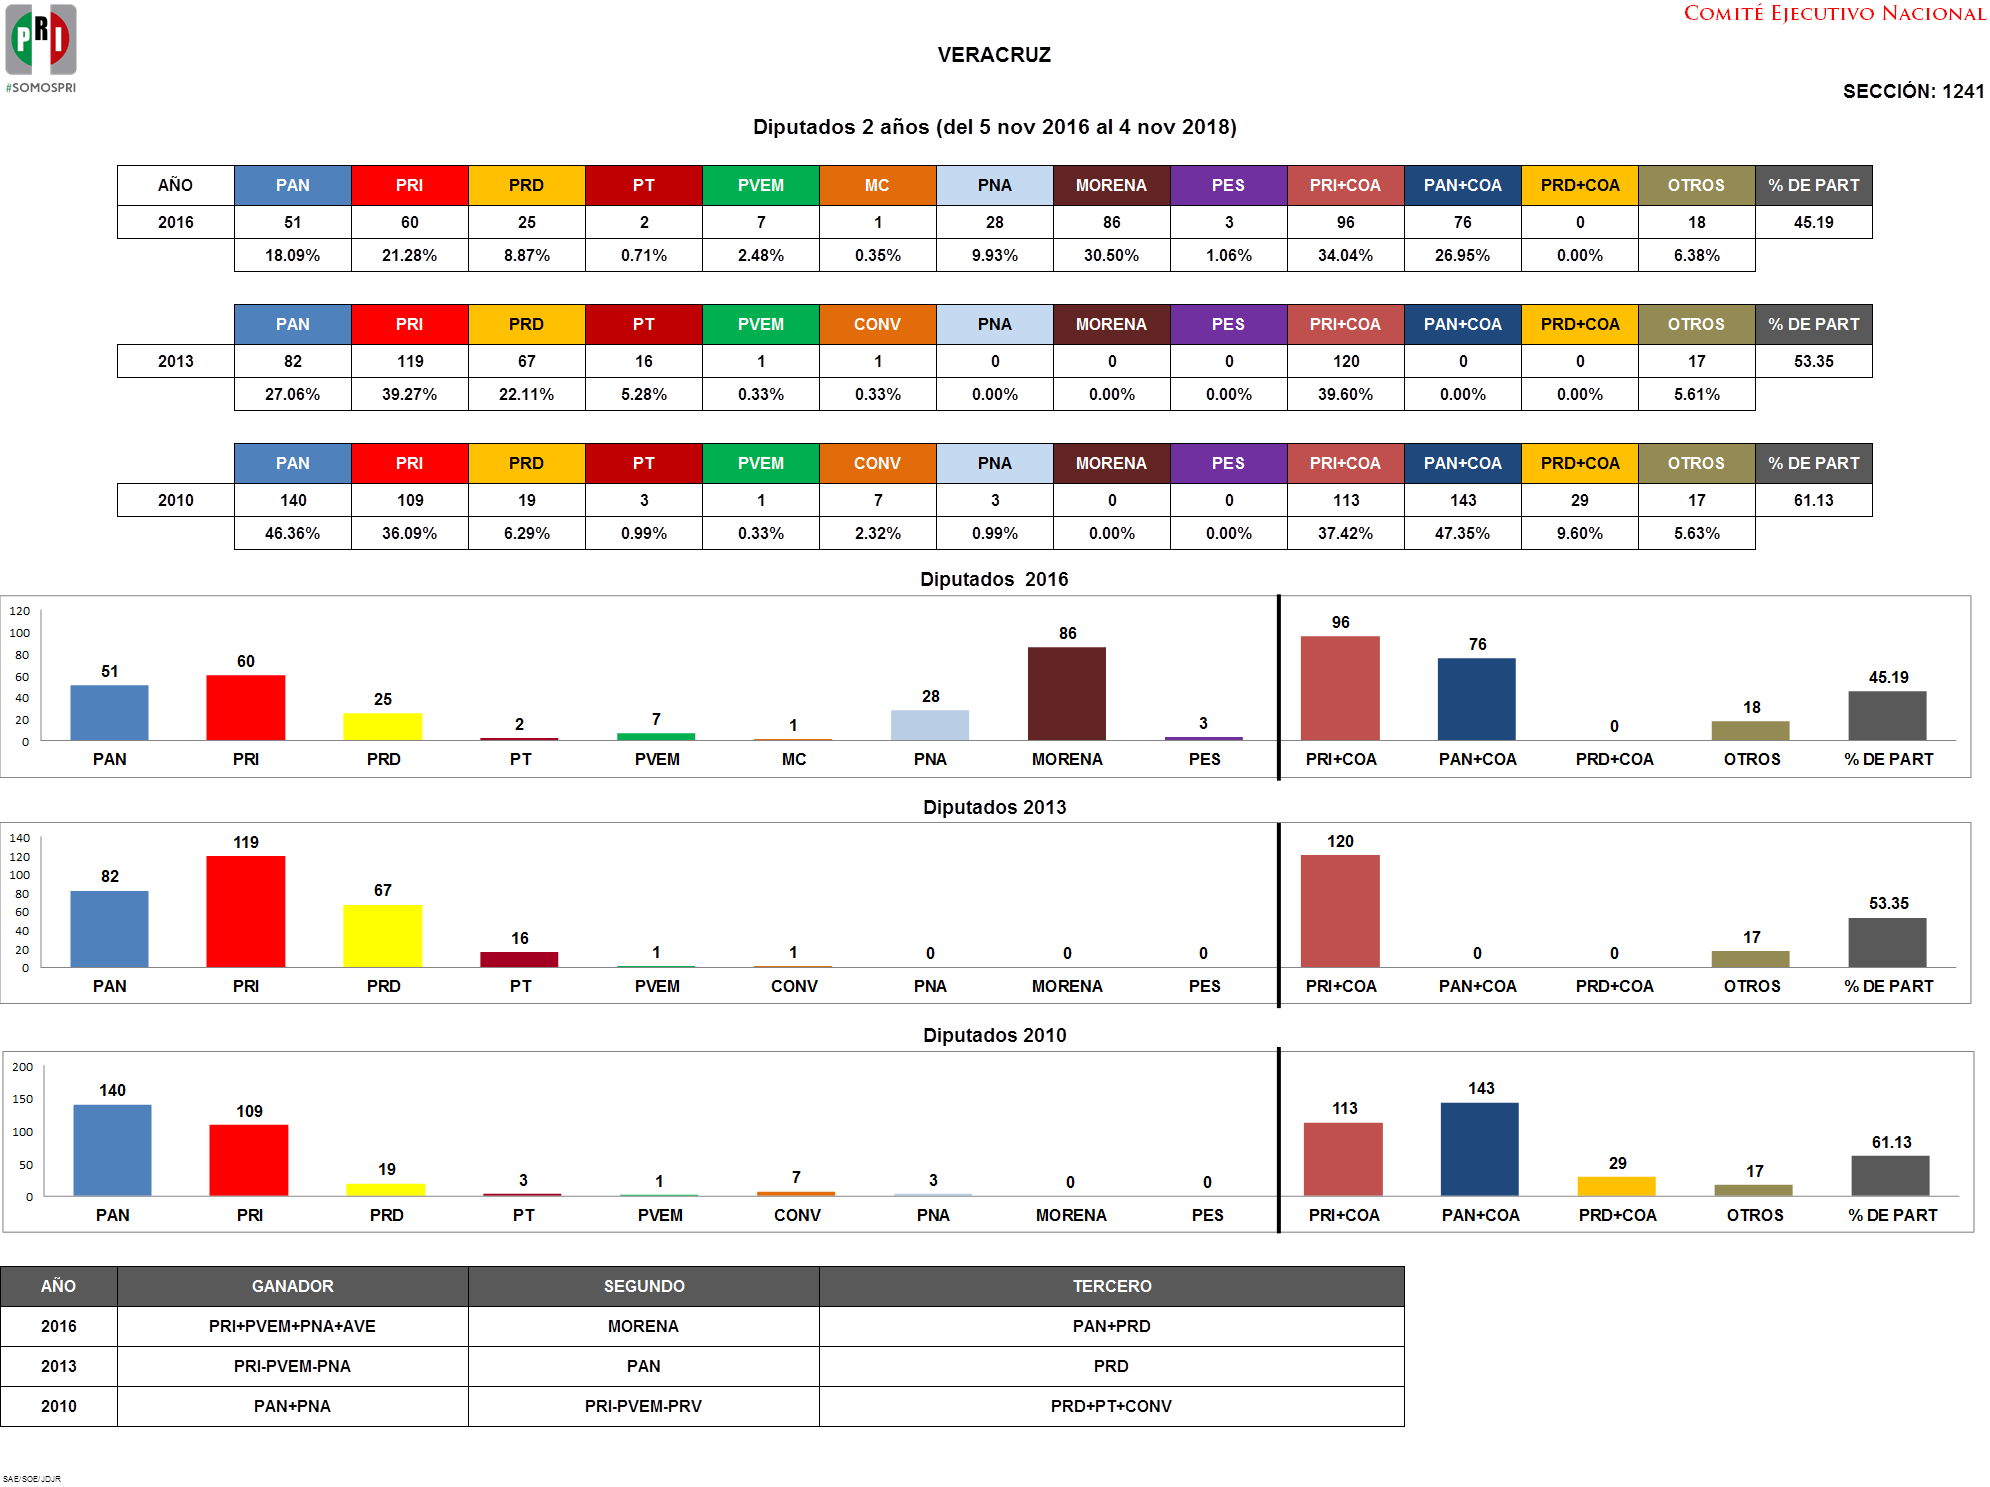 PRI
#SOMOSPRI
COMITÉ EJECUTIVO NACIONAL
VERACRUZ
SECCIÓN: 1241
Diputados 2 años (del 5 nov 2016 al 4 nov 2018)
AÑO PAN PRI PRD PT PVEM MC PNA MORENA PES PRI+COA PAN+COA PRD+COA OTROS % DE PART
2016 51 60 25 2 7 1 28 86 3 96 76 0 18 45.19
18.09% 21.28% 8.87% 0.71% 2.48% 0.35% 9.93% 30.50% 1.06% 34.04% 26.95% 0.00% 6.38%
PAN PRI PRD PT PVEM CONV PNA MORENA PES PRI+COA PAN+COA PRD+COA OTROS % DE PART
2013 82 119 67 16 1 1 0 0 0 120 0 0 17 53.35
27.06% 39.27% 22.11% 5.28% 0.33% 0.33% 0.00% 0.00% 0.00% 39.60% 0.00% 0.00% 5.61%
PAN PRI PRD PT PVEM CONV PNA MORENA PES PRI+COA PAN+COA PRD+COA OTROS % DE PART
2010 140 109 19 3 1 7 3 0 0 113 143 29 17 61.13
46.36% 36.09% 6.29% 0.99% 0.33% 2.32% 0.99% 0.00% 0.00% 37.42% 47.35% 9.60% 5.63%
Diputados 2016
120
100
80
60
40
20
0
51 60 25 2 7 1 28 86 3 96 76 0 18 45.19
PAN PRI PRD PT PVEM MC PNA MORENA PES PRI+COA PAN+COA PRD+COA OTROS % DE PART
Diputados 2013
140
120
100
80
60
40
20
0
82 119 67 16 1 1 0 0 0 120 0 0 17 53.35
PAN PRI PRD PT PVEM CONV PNA MORENA PES PRI+COA PAN+COA PRD+COA OTROS % DE PART
Diputados 2010
200
150
100
50
0
140 109 19 3 1 7 3 0 0 113 143 29 17 61.13
PAN PRI PRD PT PVEM CONV PNA MORENA PES PRI+COA PAN+COA PRD+COA OTROS % DE PART
AÑO GANADOR SEGUNDO TERCERO
2016 PRI+PVEM+PNA+AVE MORENA PAN+PRD
2013 PRI-PVEM-PNA PAN PRD
2010 PAN+PNA PRI-PVEM-PRV PRD+PT+CONV
SAE/SOE/JDJR